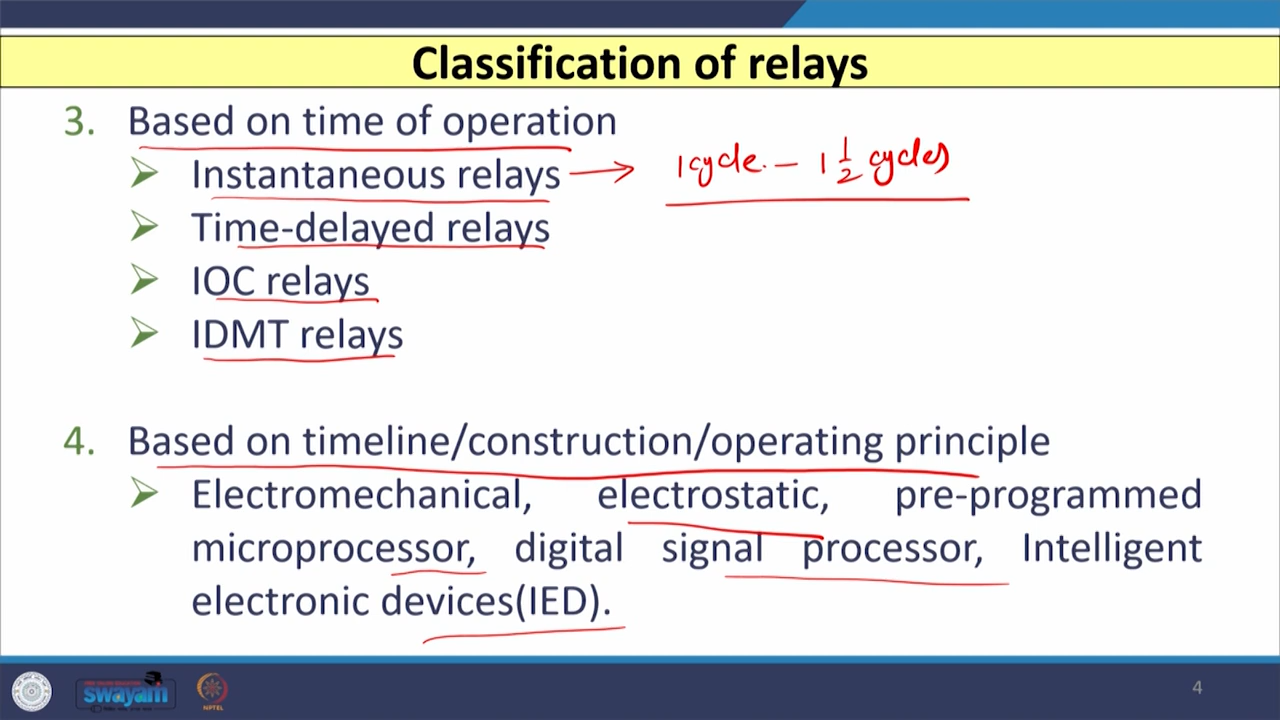 Classification of relays
3. Based on time of operation
➢ Instantaneous relays → 1 cycle - 1 1/2 cycles
➢ Time-delayed relays
➢ IOC relays
➢ IDMT relays
4. Based on timeline/construction/operating principle
➢ Electromechanical, electrostatic, pre-programmed
microprocessor, digital signal processor, Intelligent
electronic devices(IED).
swayam
NPTEL
4